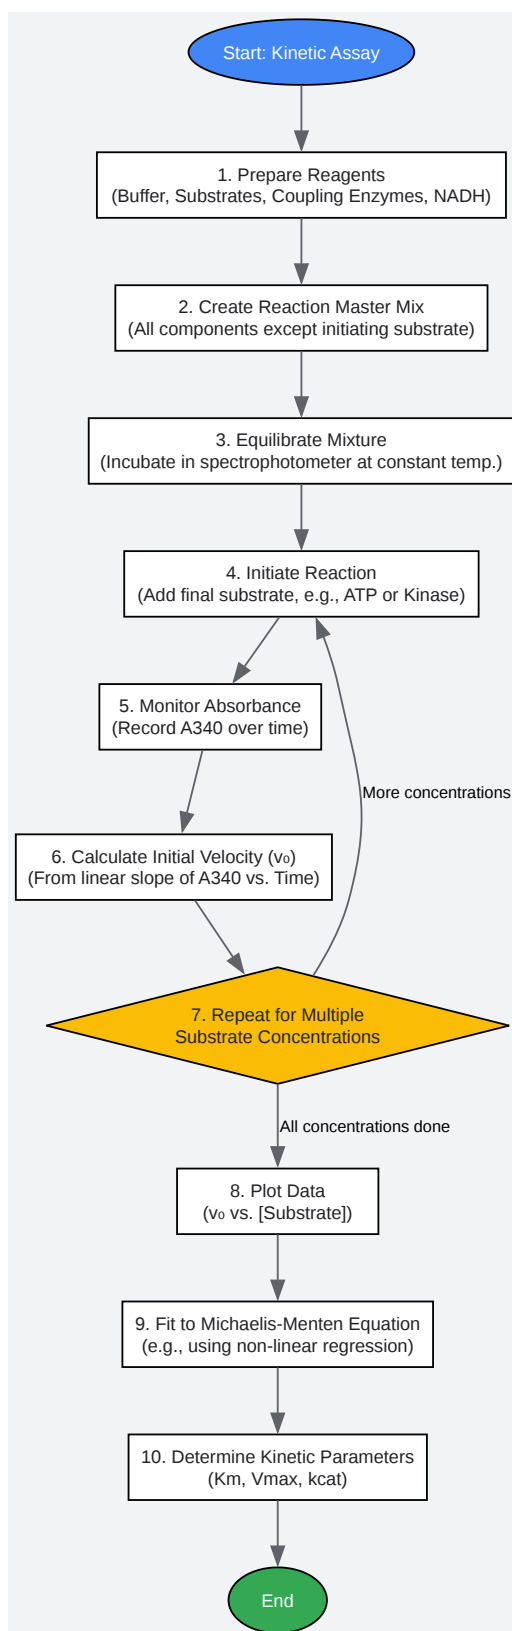 Start: Kinetic Assay
1. Prepare Reagents
(Buffer, Substrates, Coupling Enzymes, NADH)
2. Create Reaction Master Mix
(All components except initiating substrate)
3. Equilibrate Mixture
(Incubate in spectrophotometer at constant temp.)
4. Initiate Reaction
(Add final substrate, e.g., ATP or Kinase)
5. Monitor Absorbance
(Record A340 over time)
More concentrations
6. Calculate Initial Velocity (v₀)
(From linear slope of A340 vs. Time)
7. Repeat for Multiple
Substrate Concentrations
All concentrations done
8. Plot Data
(v₀ vs. [Substrate])
9. Fit to Michaelis-Menten Equation
(e.g., using non-linear regression)
10. Determine Kinetic Parameters
(Km, Vmax, kcat)
End